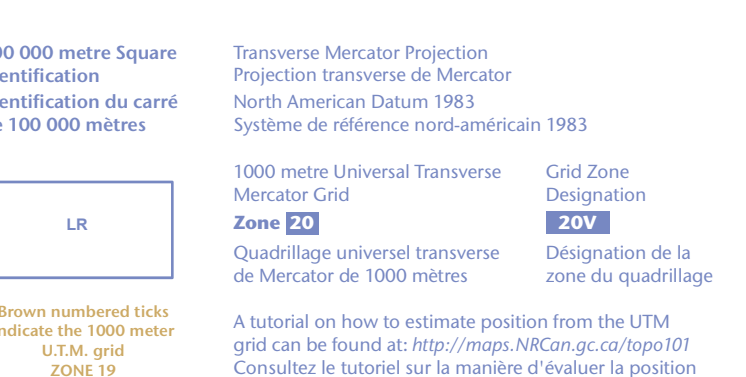 00 000 metre Square
entification
entification du carré
e 100 000 mètres
LR
Brown numbered ticks
ndicate the 1000 meter
U.T.M. grid
ZONE 19
Transverse Mercator Projection
Projection transverse de Mercator
North American Datum 1983
Système de référence nord-américain 1983
1000 metre Universal Transverse
Mercator Grid
Zone 20
Quadrillage universel transverse
de Mercator de 1000 mètres
Grid Zone
Designation
20V
Désignation de la
zone du quadrillage
A tutorial on how to estimate position from the UTM
grid can be found at: http://maps.NRCan.gc.ca/topo101
Consultez le tutoriel sur la manière d'évaluer la position